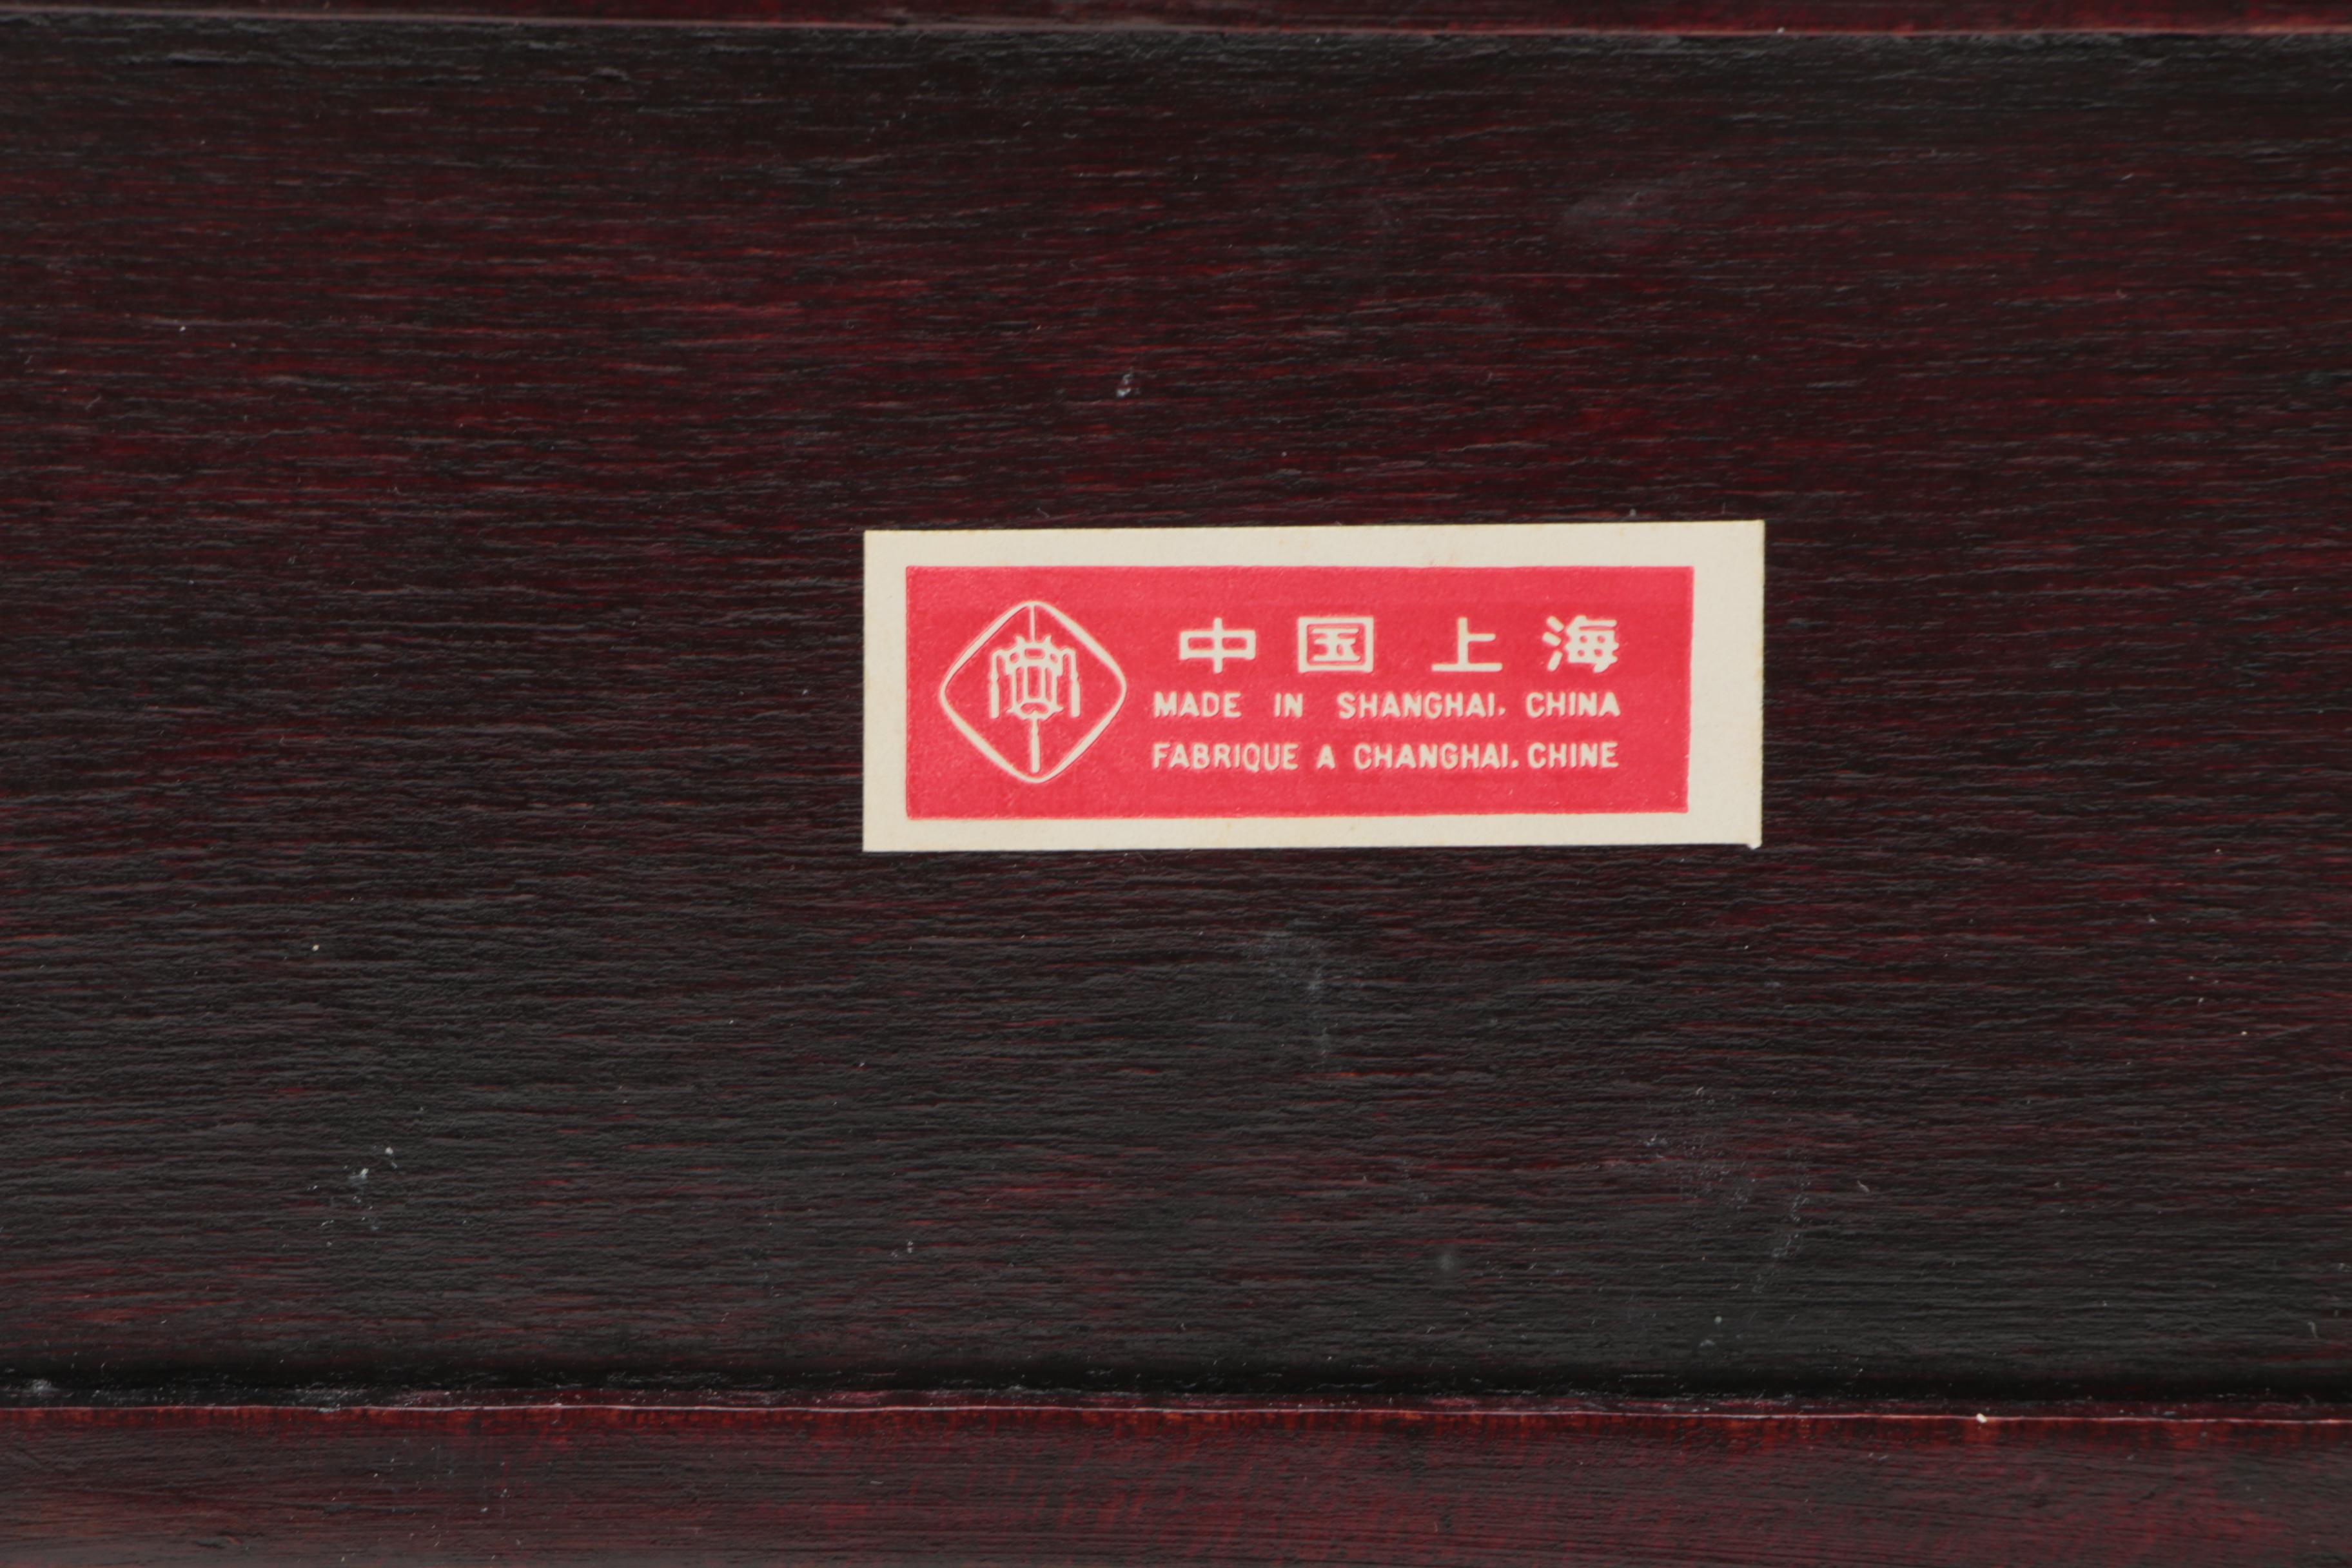 中国上海
MADE IN SHANGHAI, CHINA
FABRIQUE A CHANGHAI, CHINE